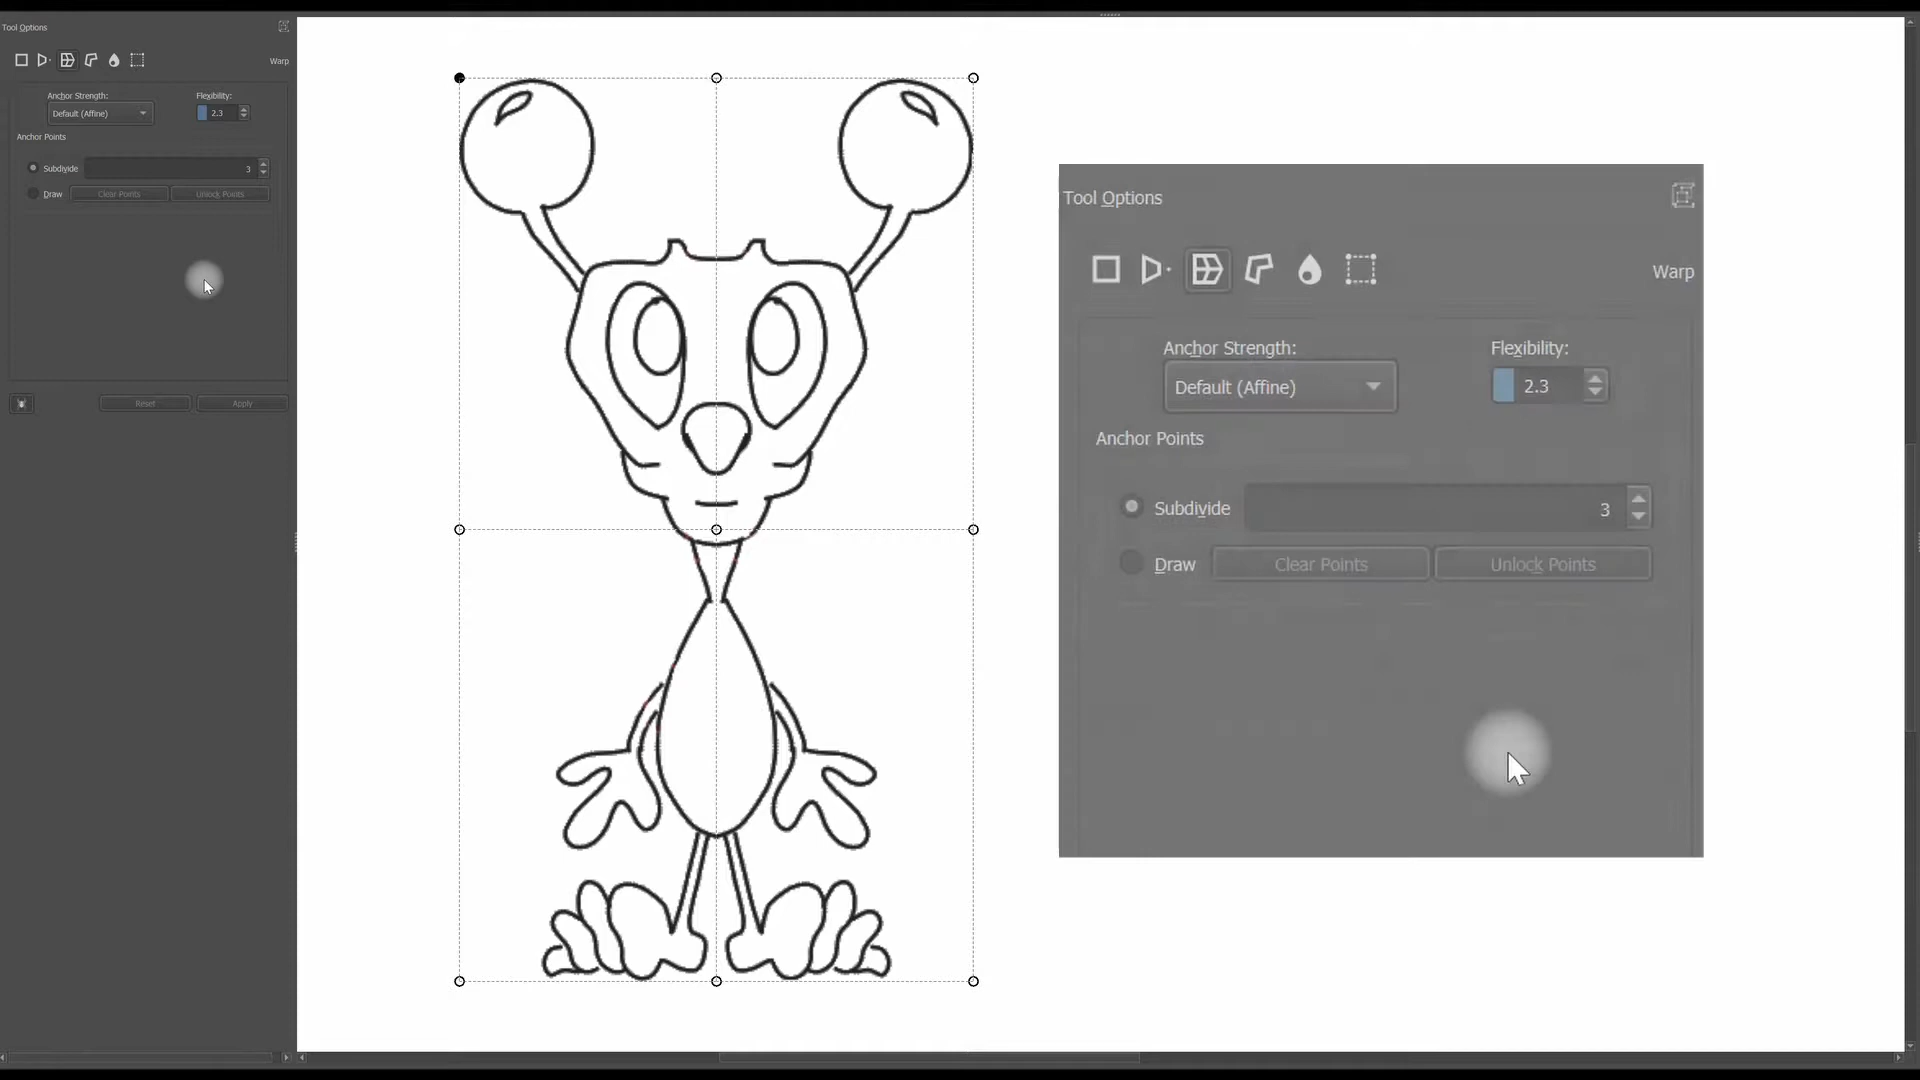 Tool Options
Warp
Anchor Strength:
Flexibility:
Default (Affine)
2.3
Anchor Points
Subdivide
3
Draw
Clear Points
Unlock Points
Reset
Apply
Tool Options
Warp
Anchor Strength:
Flexibility:
Default (Affine)
2.3
Anchor Points
Subdivide
3
Draw
Clear Points
Unlock Points